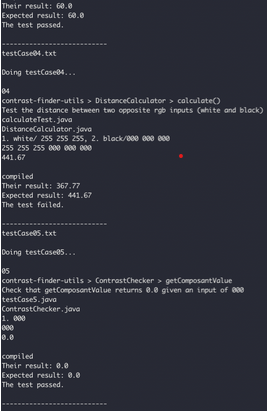 Their result: 60.0
Expected result: 60.0
The test passed.
---------------------------
testCase04.txt
Doing testCase04...
04
contrast-finder-utils > DistanceCalculator > calculate()
Test the distance between two opposite rgb inputs (white and black)
calculateTest.java
DistanceCalculator.java
1. white/ 255 255 255, 2. black/000 000 000
255 255 255 000 000 000
441.67
compiled
Their result: 367.77
Expected result: 441.67
The test failed.
---------------------------
testCase05.txt
Doing testCase05...
05
contrast-finder-utils > ContrastChecker > getComposantValue
Check that getComposantValue returns 0.0 given an input of 000
testCase5.java
ContrastChecker.java
1. 000
000
0.0
compiled
Their result: 0.0
Expected result: 0.0
The test passed.
---------------------------